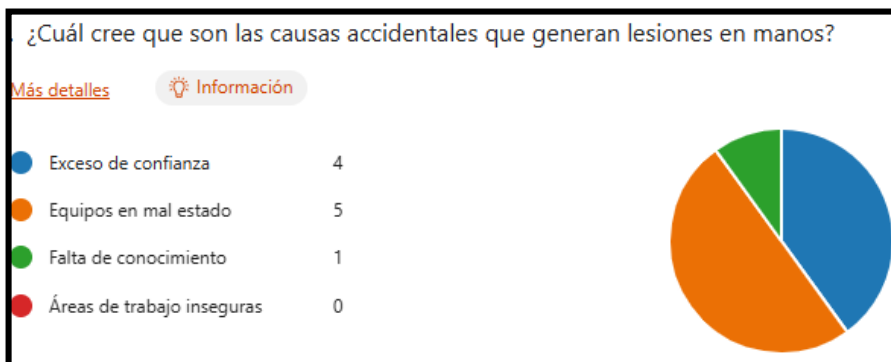 . ¿Cuál cree que son las causas accidentales que generan lesiones en manos?
Más detalles
Información
Exceso de confianza 4
Equipos en mal estado 5
Falta de conocimiento 1
Áreas de trabajo inseguras 0